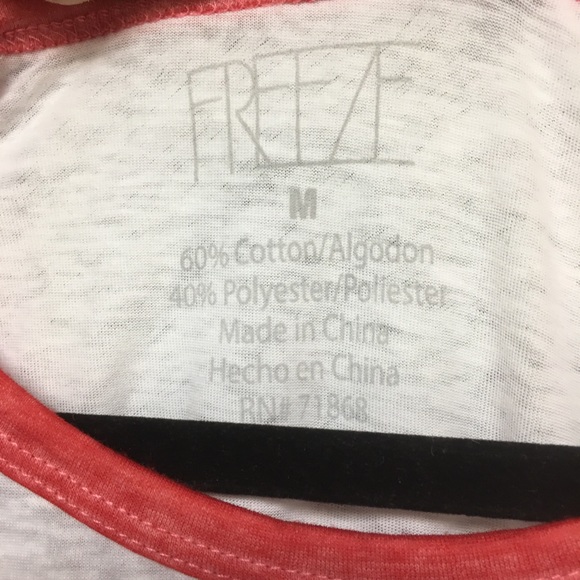 FREEZE
M
60% Cotton/Algodon
40% Polyester/Poliester
Made in China
Hecho en China
RN# 71868